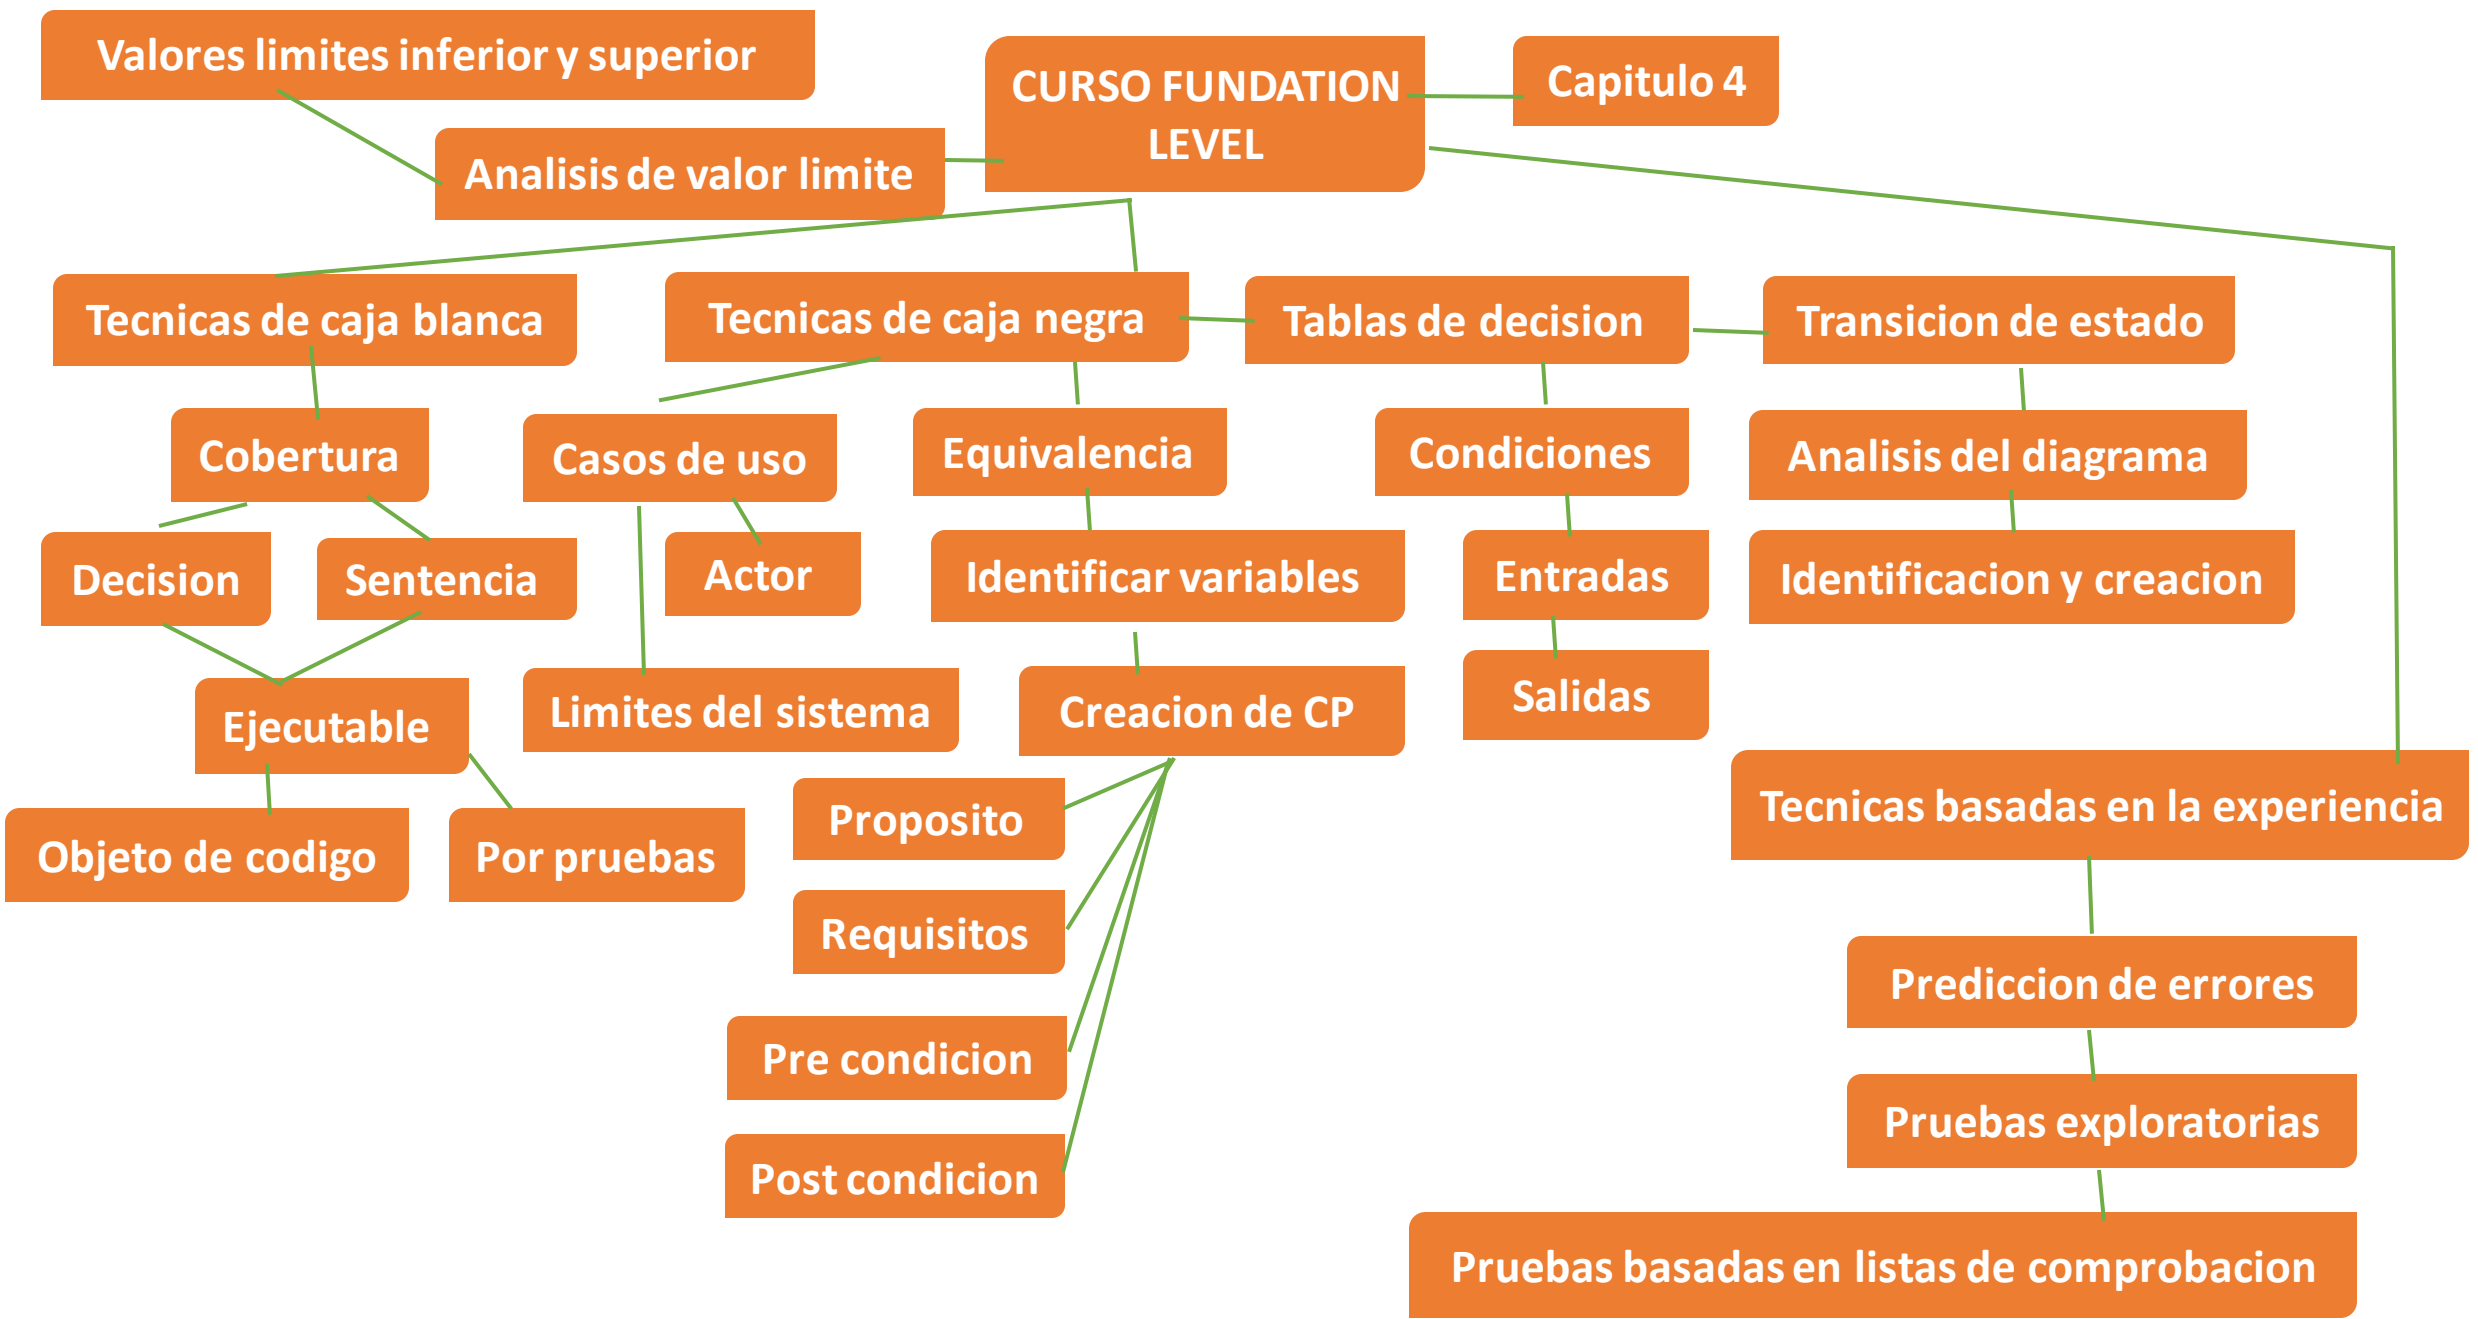 Valores limites inferior y superior
CURSO FUNDATION
LEVEL
Capitulo 4
Analisis de valor limite
Tecnicas de caja blanca
Tecnicas de caja negra
Tablas de decision
Transicion de estado
Cobertura
Casos de uso
Equivalencia
Condiciones
Analisis del diagrama
Decision
Sentencia
Actor
Identificar variables
Entradas
Identificacion y creacion
Ejecutable
Limites del sistema
Creacion de CP
Salidas
Objeto de codigo
Por pruebas
Proposito
Tecnicas basadas en la experiencia
Requisitos
Prediccion de errores
Pre condicion
Pruebas exploratorias
Post condicion
Pruebas basadas en listas de comprobacion